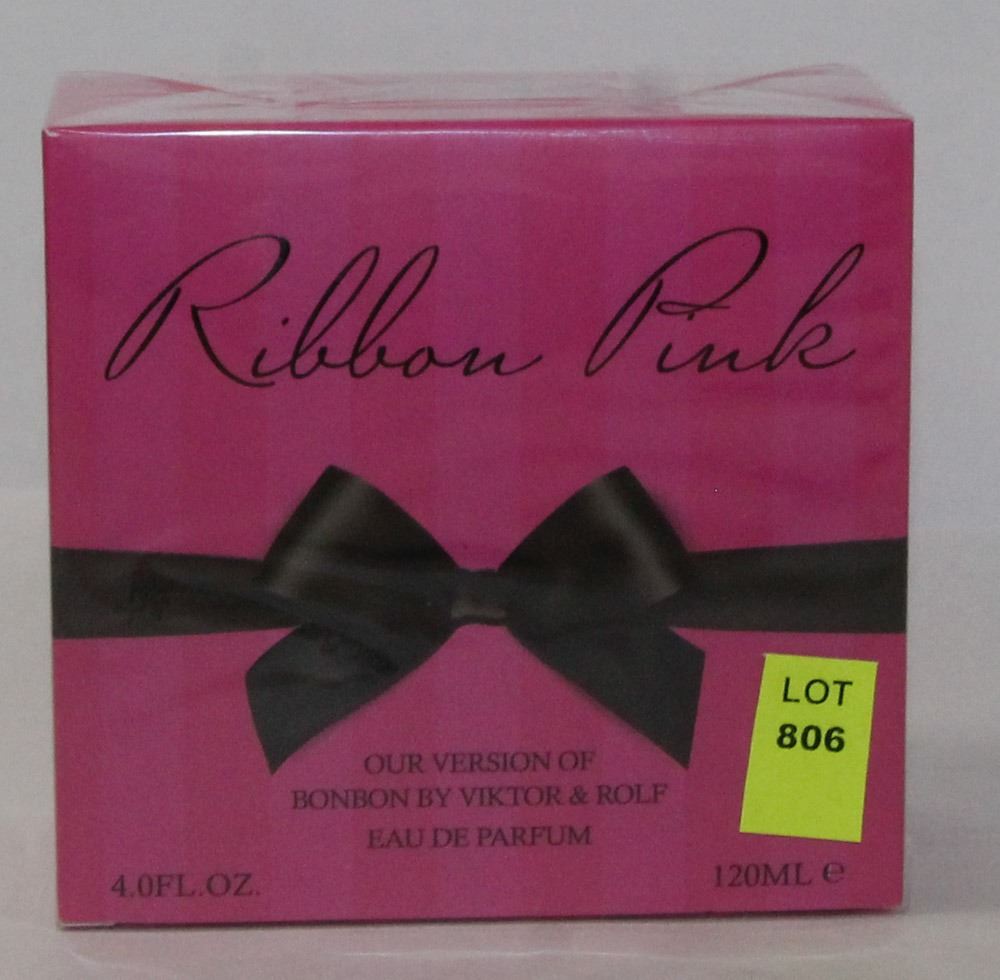 Ribbon Pink
LOT
806
OUR VERSION OF
BONBON BY VIKTOR & ROLF
EAU DE PARFUM
4.0FL.OZ.
120ML e